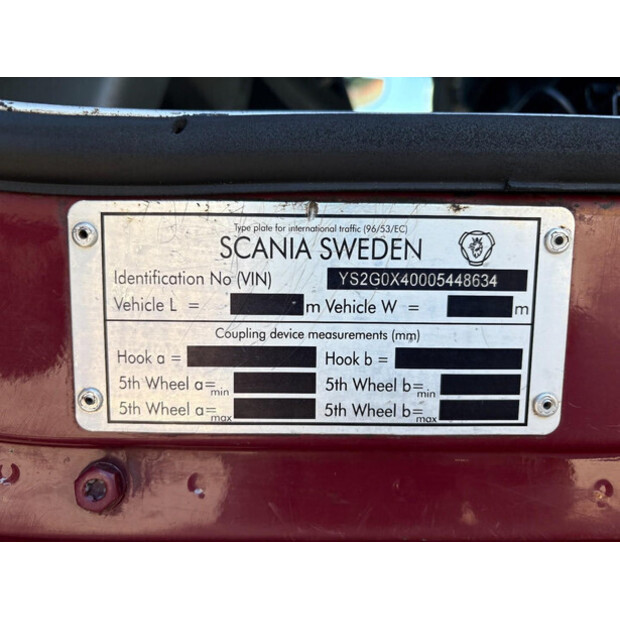 Type plate for international traffic (96/53/EC)
SCANIA SWEDEN
Identification No (VIN) YS2G0X40005448634
Vehicle L = m Vehicle W = m
Coupling device measurements (mm)
Hook a = Hook b =
5th Wheel a=min 5th Wheel b=min
5th Wheel a=max 5th Wheel b=max